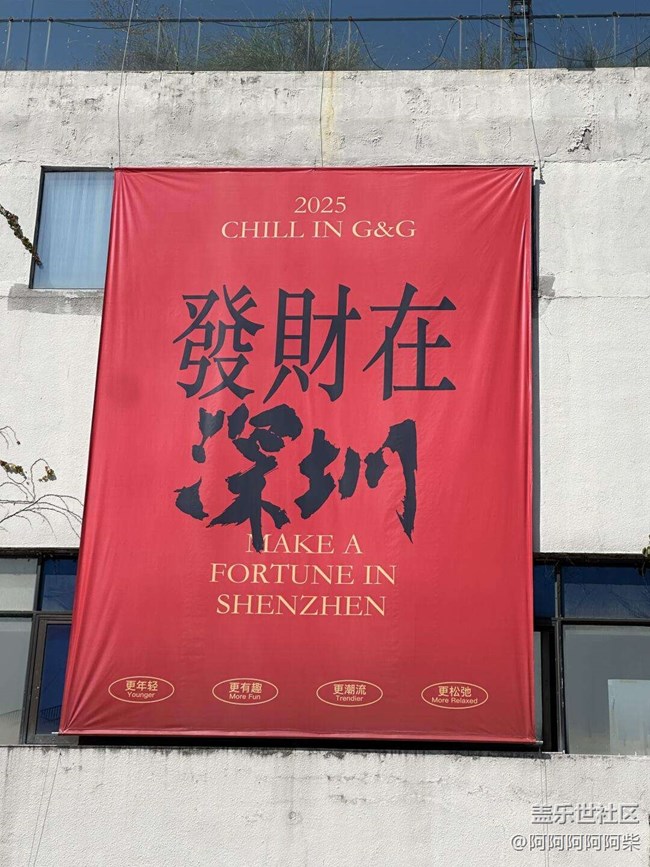 2025
CHILL IN G&G
發財在
深圳
MAKE A
FORTUNE IN
SHENZHEN
更年轻 更有趣 更潮流 更松弛
Younger More Fun Trendier More Relaxed
盖乐世社区
@阿阿阿阿阿柴